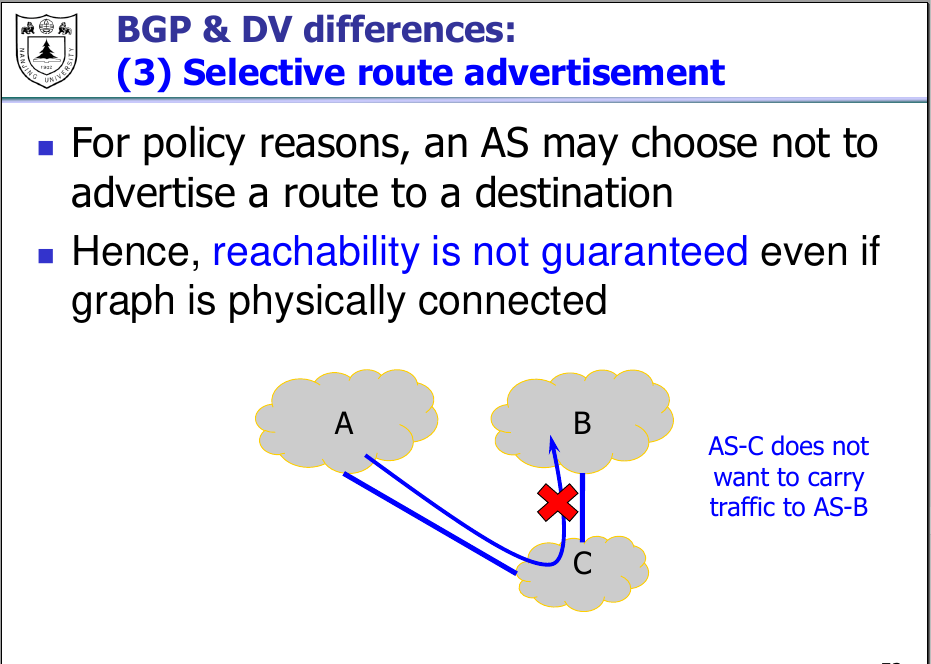 BGP & DV differences:
(3) Selective route advertisement
For policy reasons, an AS may choose not to
advertise a route to a destination
Hence, reachability is not guaranteed even if
graph is physically connected
A
B
AS-C does not
want to carry
traffic to AS-B
C
NANJING UNIVERSITY